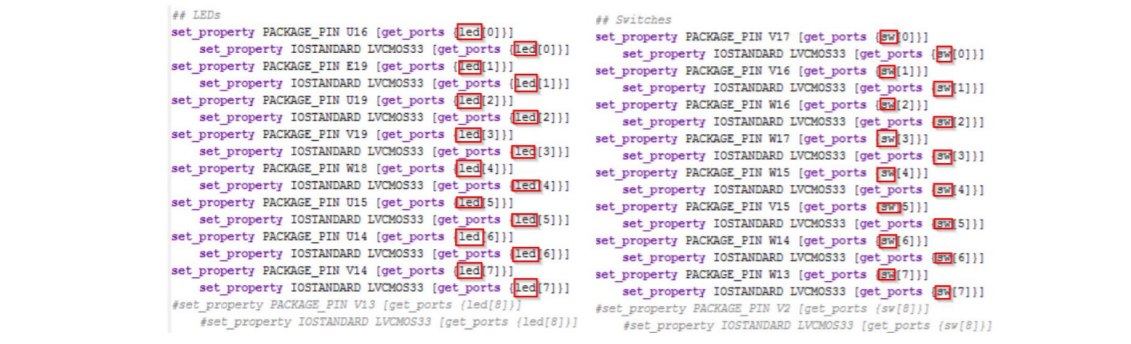 ## LEDs
set_property PACKAGE_PIN U16 [get_ports {led[0]}]
set_property IOSTANDARD LVCMOS33 [get_ports {led[0]}]
set_property PACKAGE_PIN E19 [get_ports {led[1]}]
set_property IOSTANDARD LVCMOS33 [get_ports {led[1]}]
set_property PACKAGE_PIN U19 [get_ports {led[2]}]
set_property IOSTANDARD LVCMOS33 [get_ports {led[2]}]
set_property PACKAGE_PIN V19 [get_ports {led[3]}]
set_property IOSTANDARD LVCMOS33 [get_ports {led[3]}]
set_property PACKAGE_PIN W18 [get_ports {led[4]}]
set_property IOSTANDARD LVCMOS33 [get_ports {led[4]}]
set_property PACKAGE_PIN U15 [get_ports {led[5]}]
set_property IOSTANDARD LVCMOS33 [get_ports {led[5]}]
set_property PACKAGE_PIN U14 [get_ports {led[6]}]
set_property IOSTANDARD LVCMOS33 [get_ports {led[6]}]
set_property PACKAGE_PIN V14 [get_ports {led[7]}]
set_property IOSTANDARD LVCMOS33 [get_ports {led[7]}]
#set_property PACKAGE_PIN V13 [get_ports {led[8]}]
#set_property IOSTANDARD LVCMOS33 [get_ports {led[8]}]
## Switches
set_property PACKAGE_PIN V17 [get_ports {sw[0]}]
set_property IOSTANDARD LVCMOS33 [get_ports {sw[0]}]
set_property PACKAGE_PIN V16 [get_ports {sw[1]}]
set_property IOSTANDARD LVCMOS33 [get_ports {sw[1]}]
set_property PACKAGE_PIN W16 [get_ports {sw[2]}]
set_property IOSTANDARD LVCMOS33 [get_ports {sw[2]}]
set_property PACKAGE_PIN W17 [get_ports {sw[3]}]
set_property IOSTANDARD LVCMOS33 [get_ports {sw[3]}]
set_property PACKAGE_PIN W15 [get_ports {sw[4]}]
set_property IOSTANDARD LVCMOS33 [get_ports {sw[4]}]
set_property PACKAGE_PIN V15 [get_ports {sw[5]}]
set_property IOSTANDARD LVCMOS33 [get_ports {sw[5]}]
set_property PACKAGE_PIN W14 [get_ports {sw[6]}]
set_property IOSTANDARD LVCMOS33 [get_ports {sw[6]}]
set_property PACKAGE_PIN W13 [get_ports {sw[7]}]
set_property IOSTANDARD LVCMOS33 [get_ports {sw[7]}]
#set_property PACKAGE_PIN V2 [get_ports {sw[8]}]
#set_property IOSTANDARD LVCMOS33 [get_ports {sw[8]}]